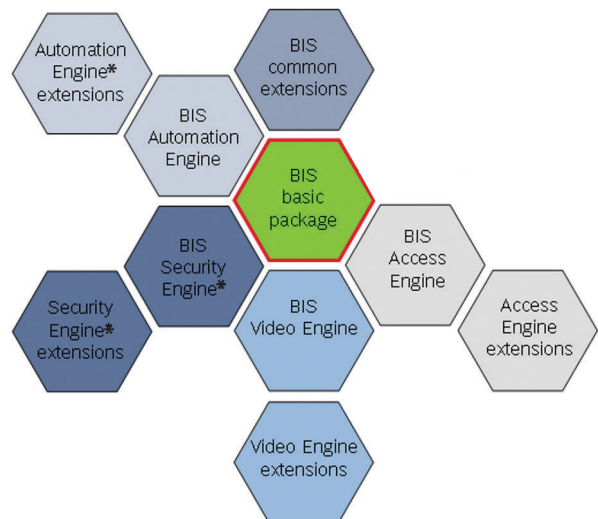 Automation
Engine*
extensions
BIS
common
extensions
BIS
Automation
Engine
BIS
basic
package
BIS
Security
Engine*
BIS
Access
Engine
Security
Engine*
extensions
BIS
Video Engine
Access
Engine
extensions
Video Engine
extensions